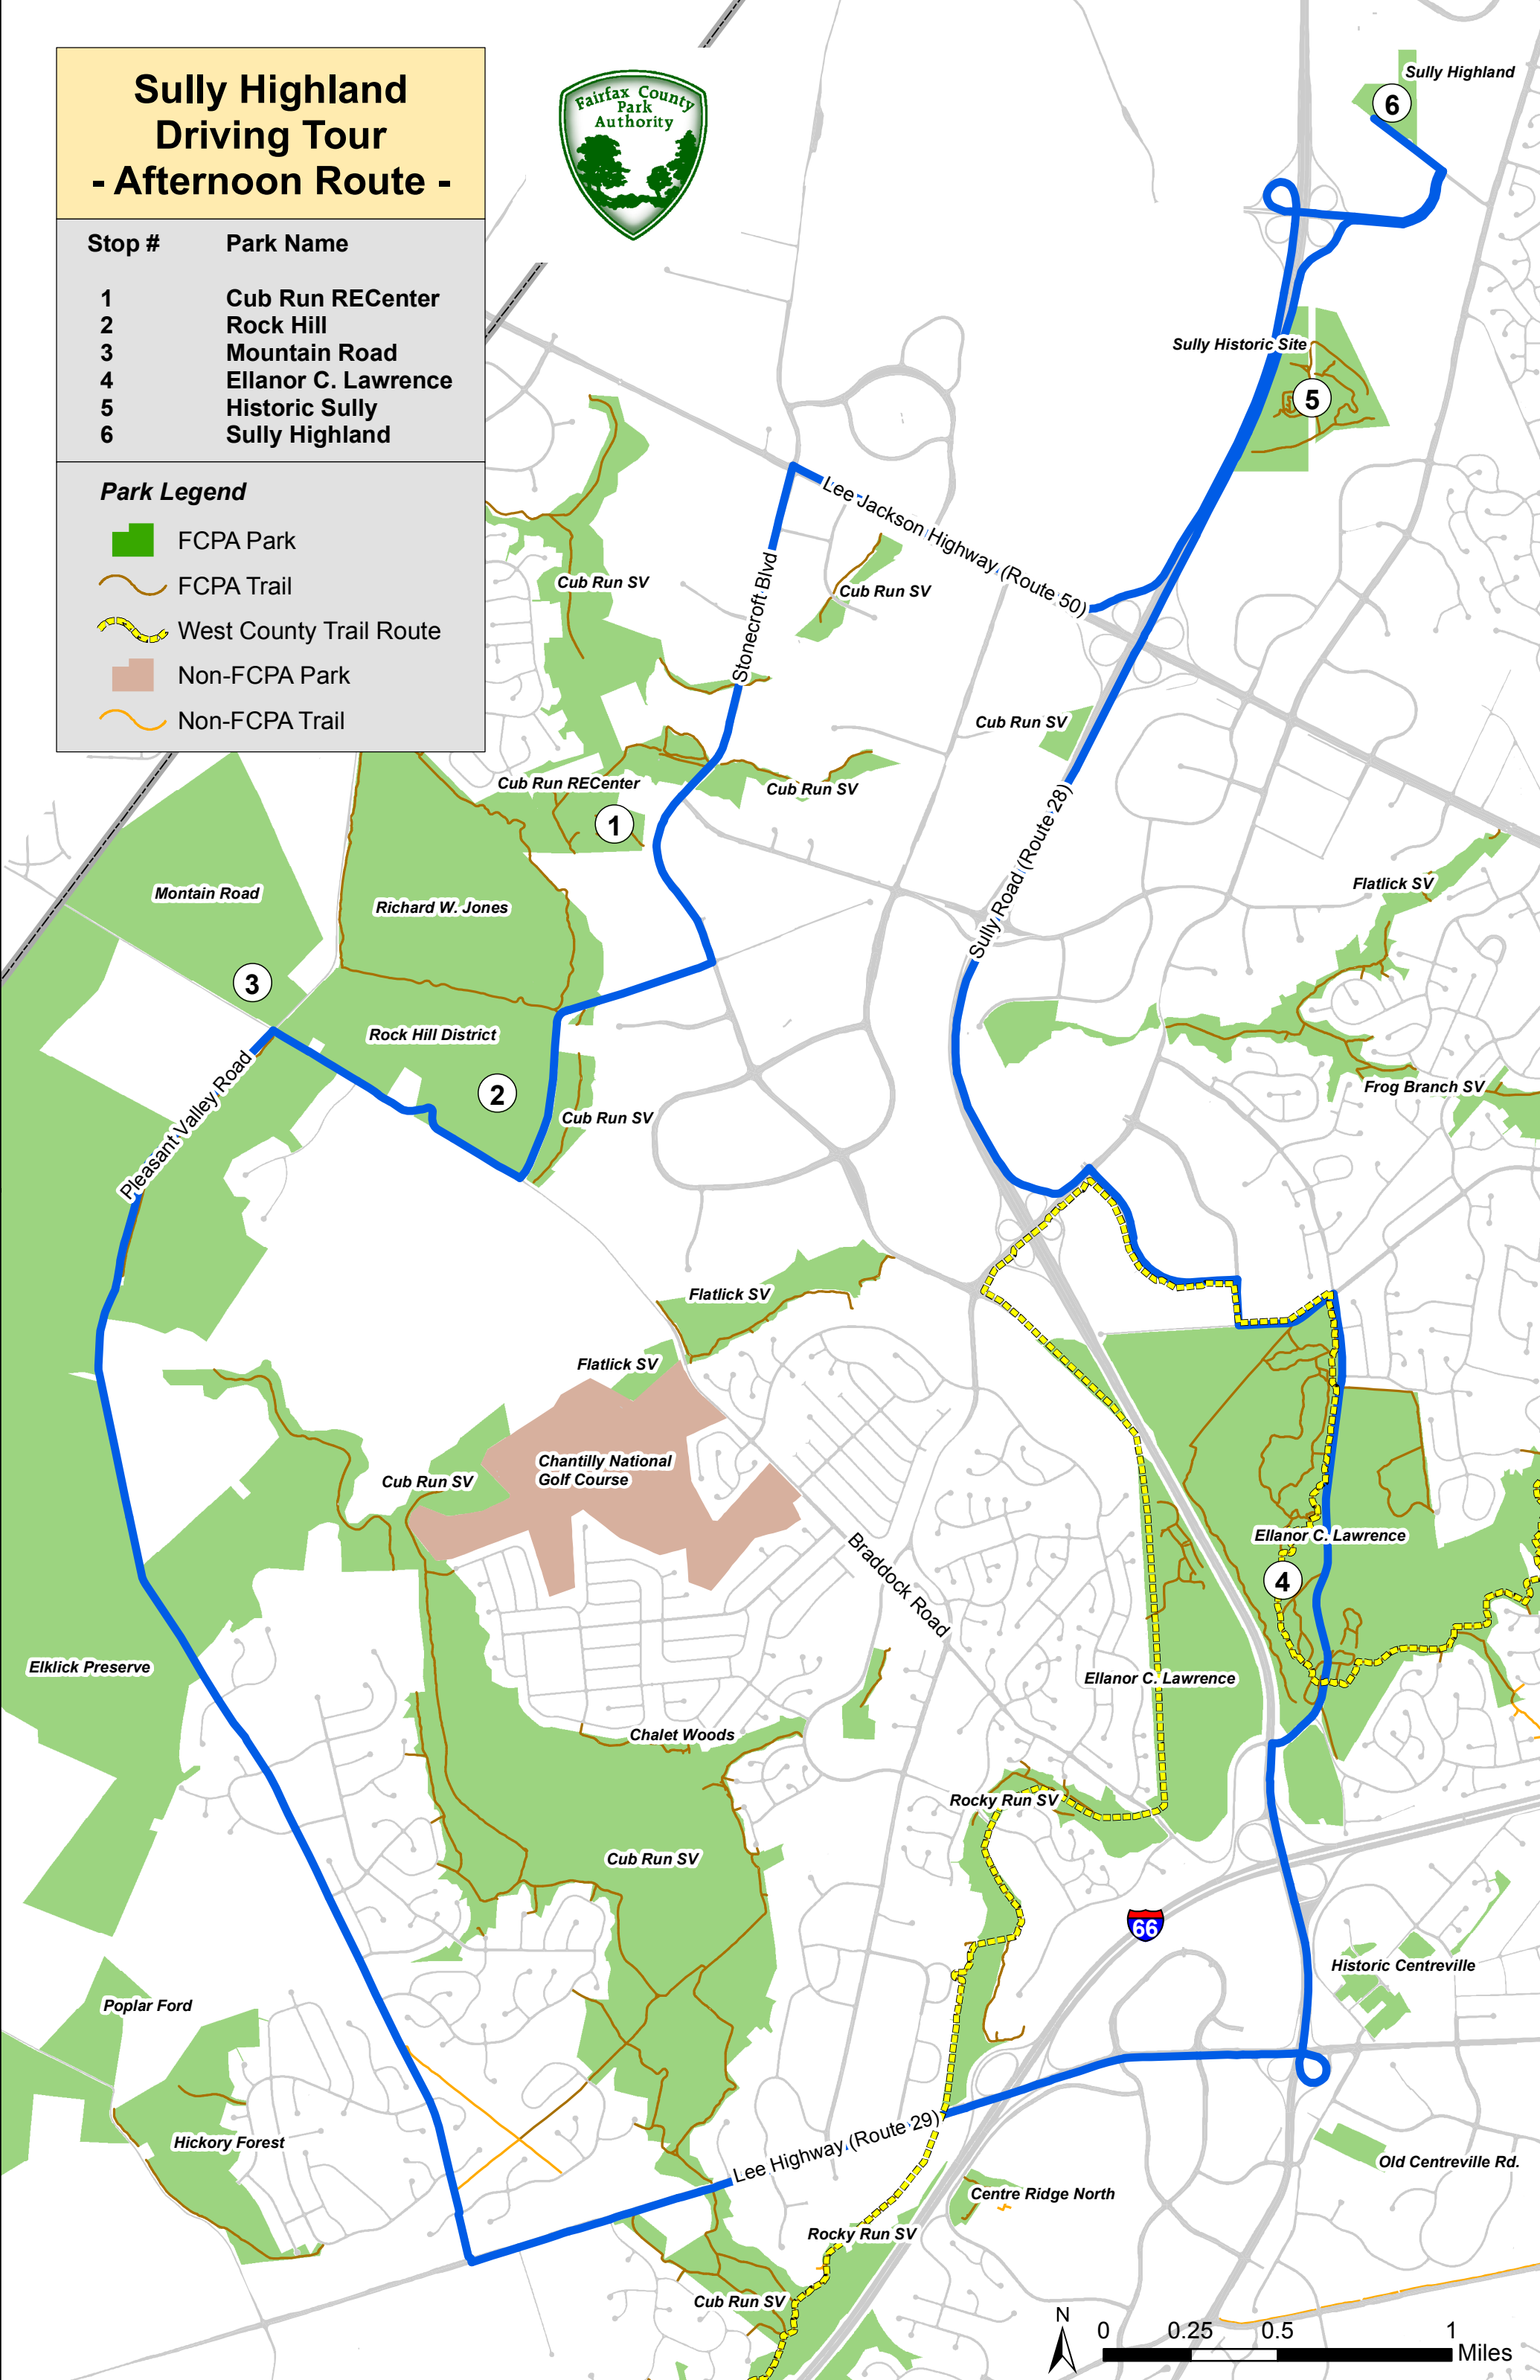 Sully Highland
Driving Tour
- Afternoon Route -
Stop # Park Name
1 Cub Run RECenter
2 Rock Hill
3 Mountain Road
4 Ellanor C. Lawrence
5 Historic Sully
6 Sully Highland
Park Legend
FCPA Park
FCPA Trail
West County Trail Route
Non-FCPA Park
Non-FCPA Trail
Fairfax County
Park
Authority
Sully Highland
6
Sully Historic Site
5
Lee Jackson Highway (Route 50)
Stonecroft Blvd
Cub Run SV
Cub Run SV
Cub Run SV
Cub Run RECenter
Cub Run SV
1
Sully Road (Route 28)
Flatlick SV
Montain Road
Richard W. Jones
3
Rock Hill District
2
Cub Run SV
Frog Branch SV
Pleasant Valley Road
Flatlick SV
Flatlick SV
Chantilly National
Golf Course
Cub Run SV
Braddock Road
Ellanor C. Lawrence
4
Elklick Preserve
Ellanor C. Lawrence
Chalet Woods
Rocky Run SV
Cub Run SV
66
Historic Centreville
Poplar Ford
Hickory Forest
Lee Highway (Route 29)
Old Centreville Rd.
Centre Ridge North
Rocky Run SV
Cub Run SV
N
0 0.25 0.5 1
Miles